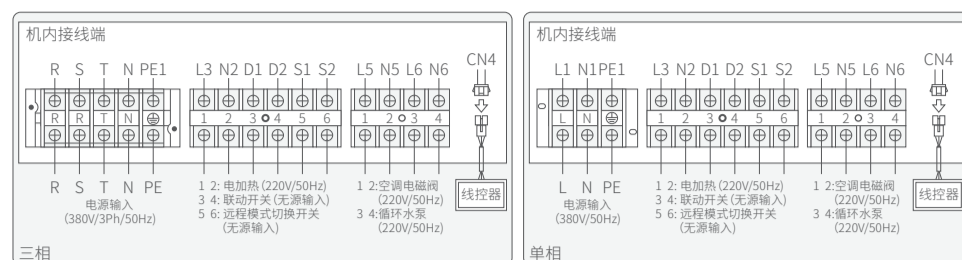 机内接线端
R S T N PE1 L3 N2 D1 D2 S1 S2 L5 N5 L6 N6 CN4
R R T N 1 2 3 4 5 6 1 2 3 4
R S T N PE
电源输入
(380V/3Ph/50Hz)
1 2: 电加热 (220V/50Hz)
3 4: 联动开关 (无源输入)
5 6: 远程模式切换开关
(无源输入)
1 2:空调电磁阀
(220V/50Hz)
3 4:循环水泵
(220V/50Hz)
线控器
三相
机内接线端
L1 N1 PE1 L3 N2 D1 D2 S1 S2 L5 N5 L6 N6 CN4
L N 1 2 3 4 5 6 1 2 3 4
L N PE
电源输入
(380V/50Hz)
1 2: 电加热 (220V/50Hz)
3 4: 联动开关 (无源输入)
5 6: 远程模式切换开关
(无源输入)
1 2:空调电磁阀
(220V/50Hz)
3 4:循环水泵
(220V/50Hz)
线控器
单相